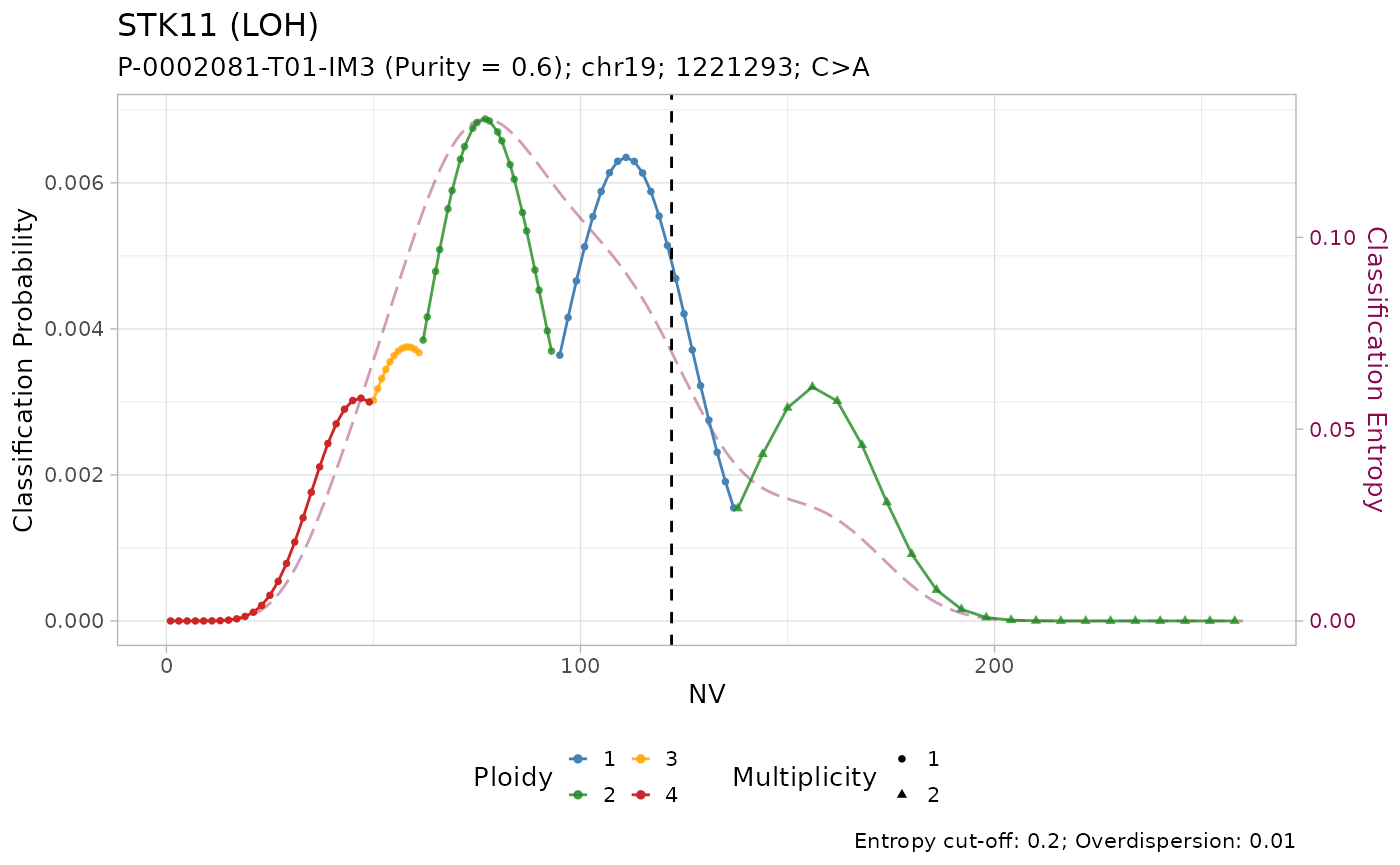 STK11 (LOH)
P-0002081-T01-IM3 (Purity = 0.6); chr19; 1221293; C>A
Classification Probability
0.006
0.004
0.002
0.000
0.10
0.05
0.00
Classification Entropy
0 100 200
NV
Ploidy 1 3 Multiplicity 1
2 4 2
Entropy cut-off: 0.2; Overdispersion: 0.01